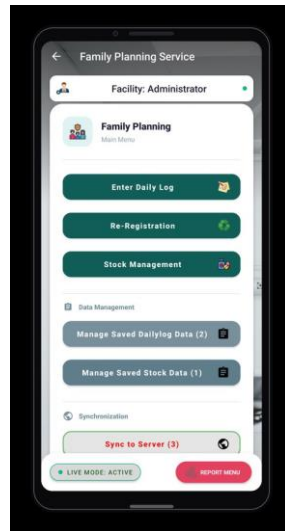 Family Planning Service
Facility: Administrator
Family Planning
Main Menu
Enter Daily Log
Re-Registration
Stock Management
Data Management
Manage Saved Dailylog Data (2)
Manage Saved Stock Data (1)
Synchronization
Sync to Server (3)
LIVE MODE: ACTIVE
REPORT MENU